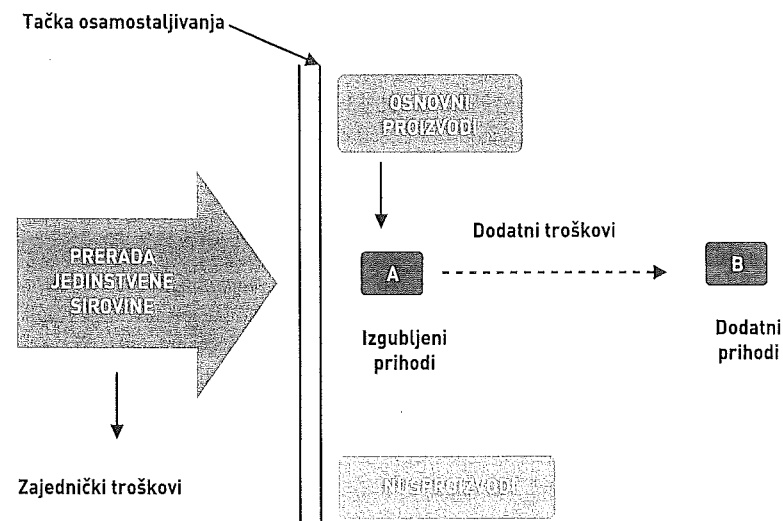 Tačka osamostaljivanja
OSNOVNI
PROIZVODI
PRERADA
JEDINSTVENE
SIROVINE
A
Dodatni troškovi
B
Izgubljeni
prihodi
Dodatni
prihodi
Zajednički troškovi
NUSPROIZVODI